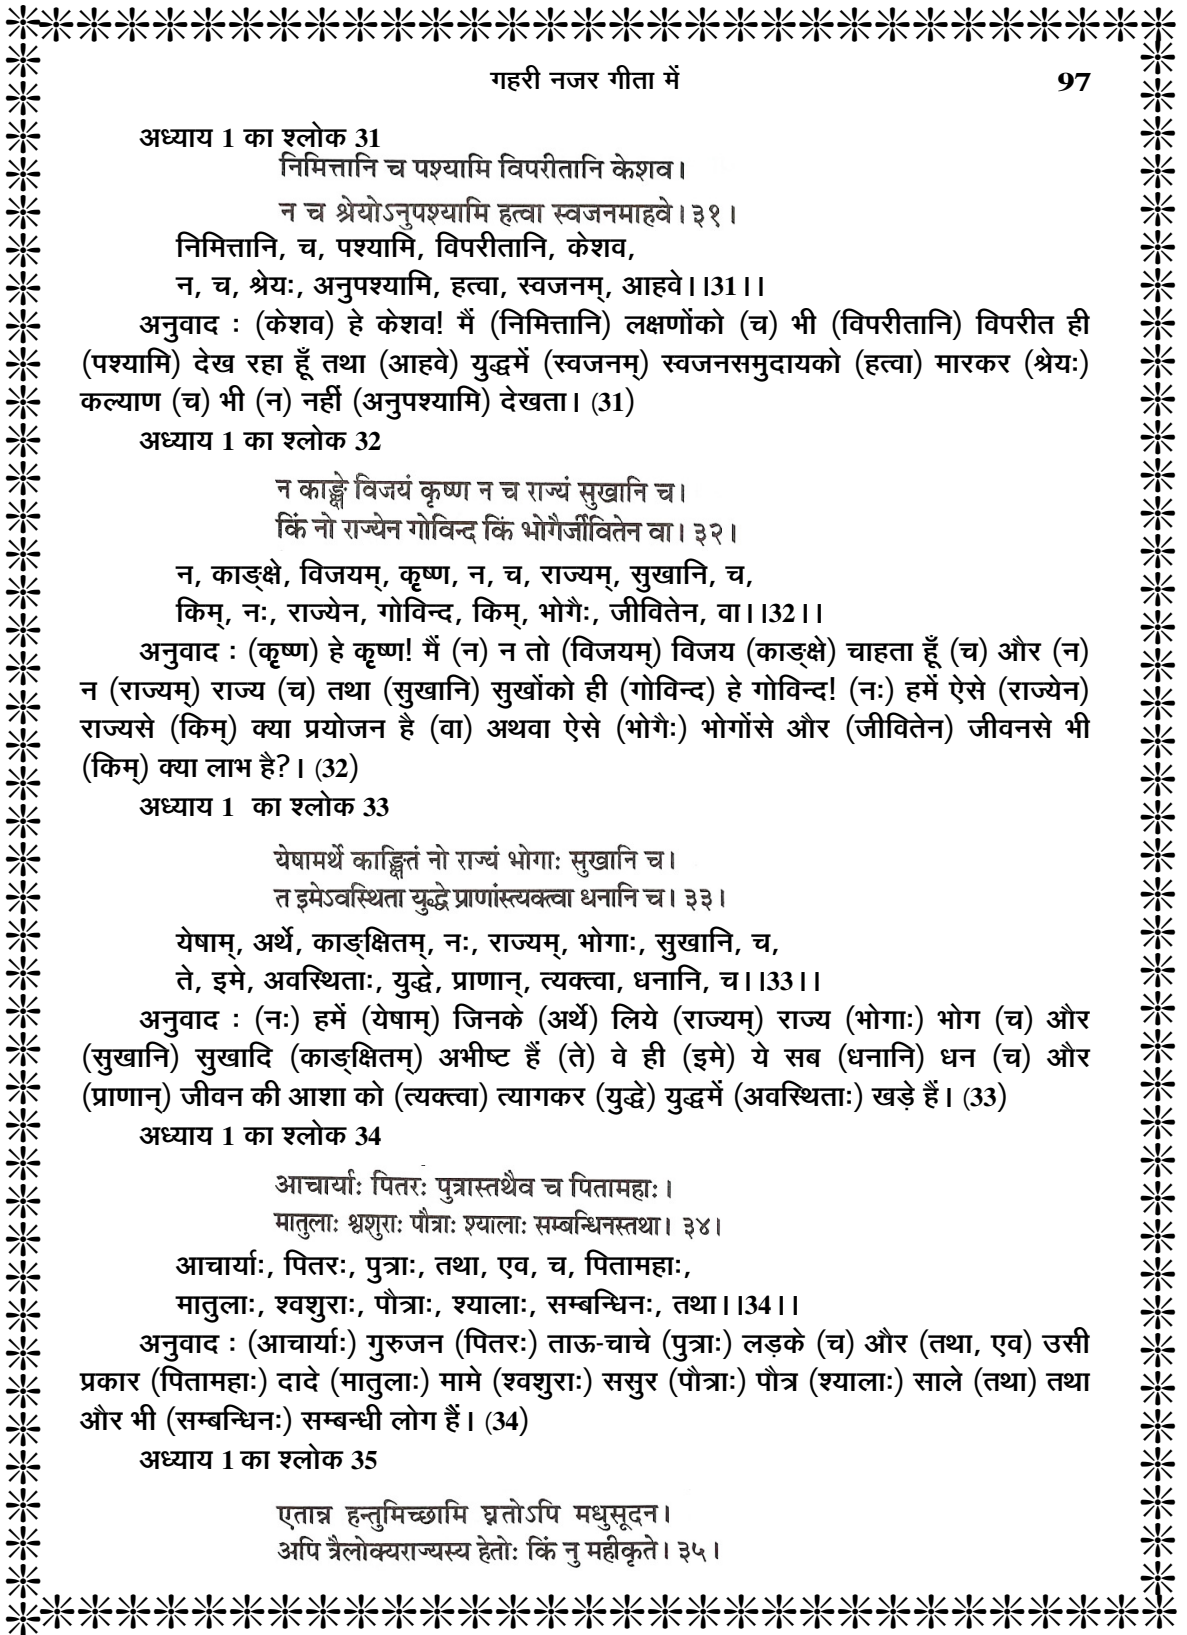 गहरी नजर गीता में 97
अध्याय 1 का श्लोक 31
निमित्तानि च पश्यामि विपरीतानि केशव।
न च श्रेयोऽनुपश्यामि हत्वा स्वजनमाहवे।३१।
निमित्तानि, च, पश्यामि, विपरीतानि, केशव,
न, च, श्रेयः, अनुपश्यामि, हत्वा, स्वजनम्, आहवे।।31।।
अनुवाद : (केशव) हे केशव! मैं (निमित्तानि) लक्षणोंको (च) भी (विपरीतानि) विपरीत ही
(पश्यामि) देख रहा हूँ तथा (आहवे) युद्धमें (स्वजनम्) स्वजनसमुदायको (हत्वा) मारकर (श्रेयः)
कल्याण (च) भी (न) नहीं (अनुपश्यामि) देखता। (31)
अध्याय 1 का श्लोक 32
न काङ्क्षे विजयं कृष्ण न च राज्यं सुखानि च।
किं नो राज्येन गोविन्द किं भोगैर्जीवितेन वा। ३२।
न, काङ्क्षे, विजयम्, कृष्ण, न, च, राज्यम्, सुखानि, च,
किम्, नः, राज्येन, गोविन्द, किम्, भोगैः, जीवितेन, वा।।32।।
अनुवाद : (कृष्ण) हे कृष्ण! मैं (न) न तो (विजयम्) विजय (काङ्क्षे) चाहता हूँ (च) और (न)
न (राज्यम्) राज्य (च) तथा (सुखानि) सुखोंको ही (गोविन्द) हे गोविन्द! (नः) हमें ऐसे (राज्येन)
राज्यसे (किम्) क्या प्रयोजन है (वा) अथवा ऐसे (भोगैः) भोगोंसे और (जीवितेन) जीवनसे भी
(किम्) क्या लाभ है?। (32)
अध्याय 1 का श्लोक 33
येषामर्थे काङ्क्षितं नो राज्यं भोगाः सुखानि च।
त इमेऽवस्थिता युद्धे प्राणांस्त्यक्त्वा धनानि च। ३३।
येषाम्, अर्थे, काङ्क्षितम्, नः, राज्यम्, भोगाः, सुखानि, च,
ते, इमे, अवस्थिताः, युद्धे, प्राणान्, त्यक्त्वा, धनानि, च।।33।।
अनुवाद : (नः) हमें (येषाम्) जिनके (अर्थे) लिये (राज्यम्) राज्य (भोगाः) भोग (च) और
(सुखानि) सुखादि (काङ्क्षितम्) अभीष्ट हैं (ते) वे ही (इमे) ये सब (धनानि) धन (च) और
(प्राणान्) जीवन की आशा को (त्यक्त्वा) त्यागकर (युद्धे) युद्धमें (अवस्थिताः) खड़े हैं। (33)
अध्याय 1 का श्लोक 34
आचार्याः पितरः पुत्रास्तथैव च पितामहाः।
मातुलाः श्वशुराः पौत्राः श्यालाः सम्बन्धिनस्तथा। ३४।
आचार्याः, पितरः, पुत्राः, तथा, एव, च, पितामहाः,
मातुलाः, श्वशुराः, पौत्राः, श्यालाः, सम्बन्धिनः, तथा।।34।।
अनुवाद : (आचार्याः) गुरुजन (पितरः) ताऊ-चाचे (पुत्राः) लड़के (च) और (तथा, एव) उसी
प्रकार (पितामहाः) दादे (मातुलाः) मामे (श्वशुराः) ससुर (पौत्राः) पौत्र (श्यालाः) साले (तथा) तथा
और भी (सम्बन्धिनः) सम्बन्धी लोग हैं। (34)
अध्याय 1 का श्लोक 35
एतान्न हन्तुमिच्छामि घ्नतोऽपि मधुसूदन।
अपि त्रैलोक्यराज्यस्य हेतोः किं नु महीकृते। ३५।